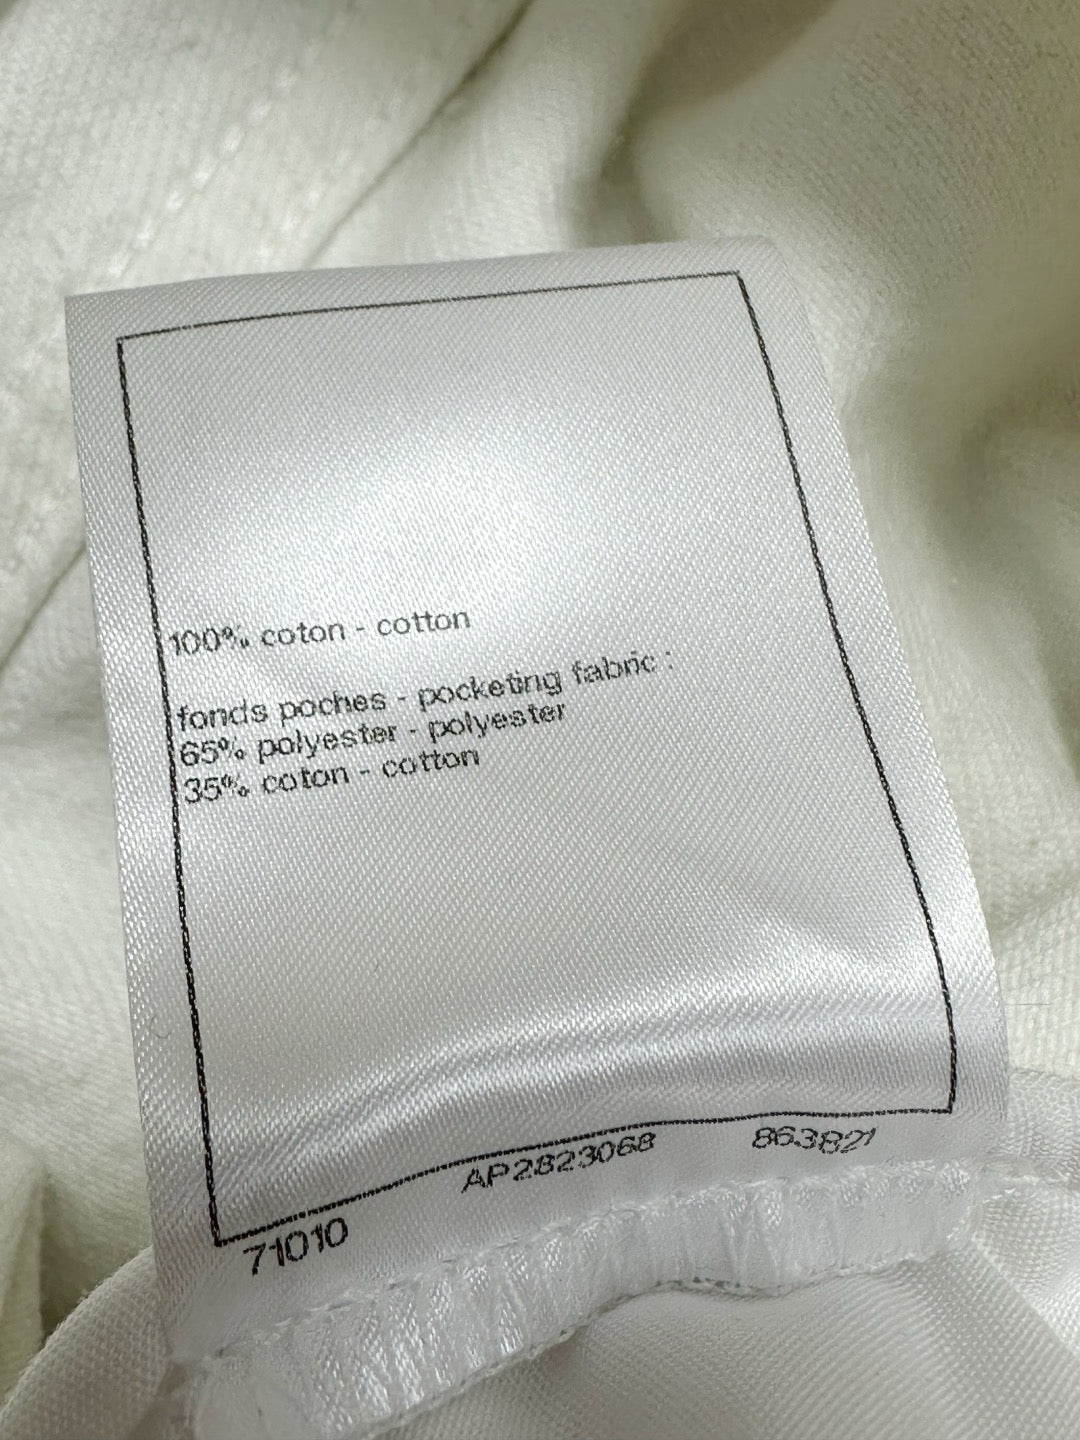 100% coton - cotton
fonds poches - pocketing fabric :
65% polyester - polyester
35% coton - cotton
71010 AP2823068 863821